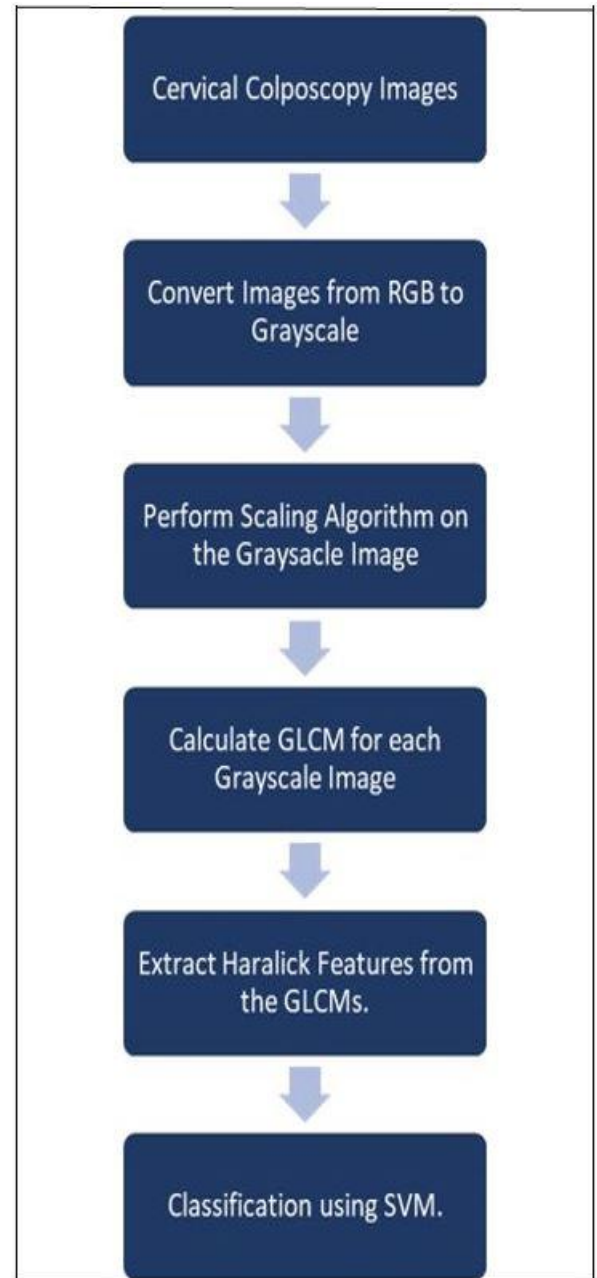 Cervical Colposcopy Images
Convert Images from RGB to
Grayscale
Perform Scaling Algorithm on
the Graysacle Image
Calculate GLCM for each
Grayscale Image
Extract Haralick Features from
the GLCMs.
Classification using SVM.